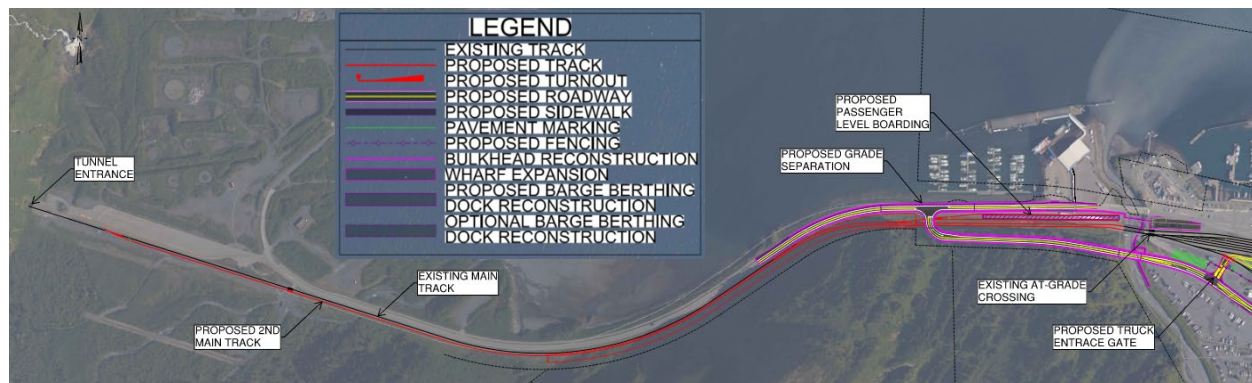 LEGEND
EXISTING TRACK
PROPOSED TRACK
PROPOSED TURNOUT
PROPOSED ROADWAY
PROPOSED SIDEWALK
PAVEMENT MARKING
PROPOSED FENCING
BULKHEAD RECONSTRUCTION
WHARF EXPANSION
PROPOSED BARGE BERTHING
DOCK RECONSTRUCTION
OPTIONAL BARGE BERTHING
DOCK RECONSTRUCTION
TUNNEL
ENTRANCE
PROPOSED 2ND
MAIN TRACK
EXISTING MAIN
TRACK
PROPOSED GRADE
SEPARATION
PROPOSED
PASSENGER
LEVEL BOARDING
EXISTING AT-GRADE
CROSSING
PROPOSED TRUCK
ENTRACE GATE